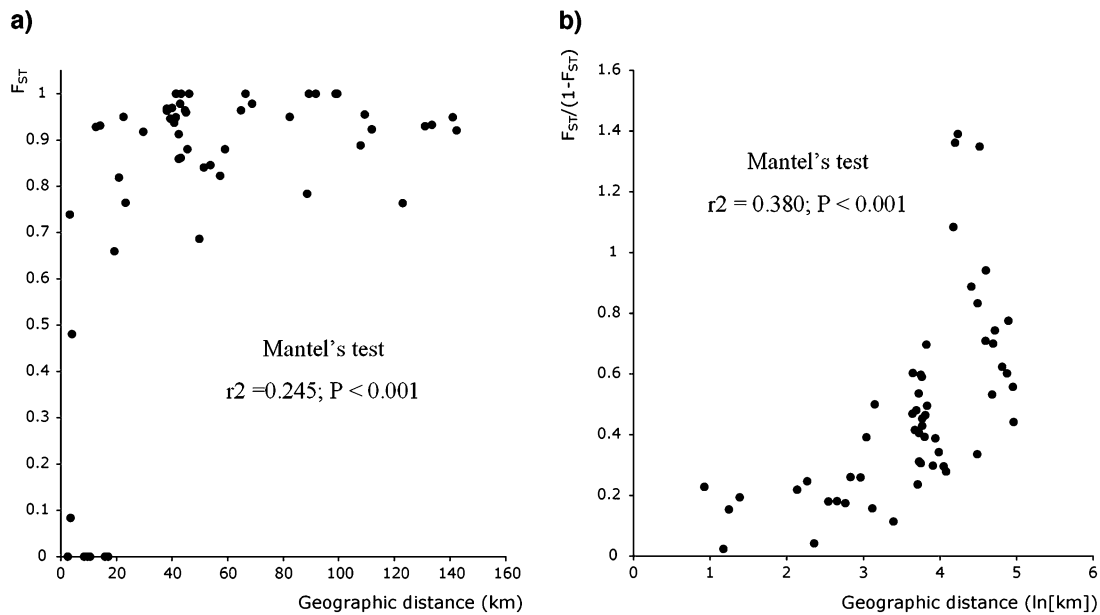 a)
F_ST
1
0.9
0.8
0.7
0.6
0.5
0.4
0.3
0.2
0.1
0
Mantel's test
r2 =0.245; P < 0.001
0 20 40 60 80 100 120 140 160
Geographic distance (km)
b)
F_ST/(1-F_ST)
1.6
1.4
1.2
1
0.8
0.6
0.4
0.2
0
Mantel's test
r2 = 0.380; P < 0.001
0 1 2 3 4 5 6
Geographic distance (ln[km])